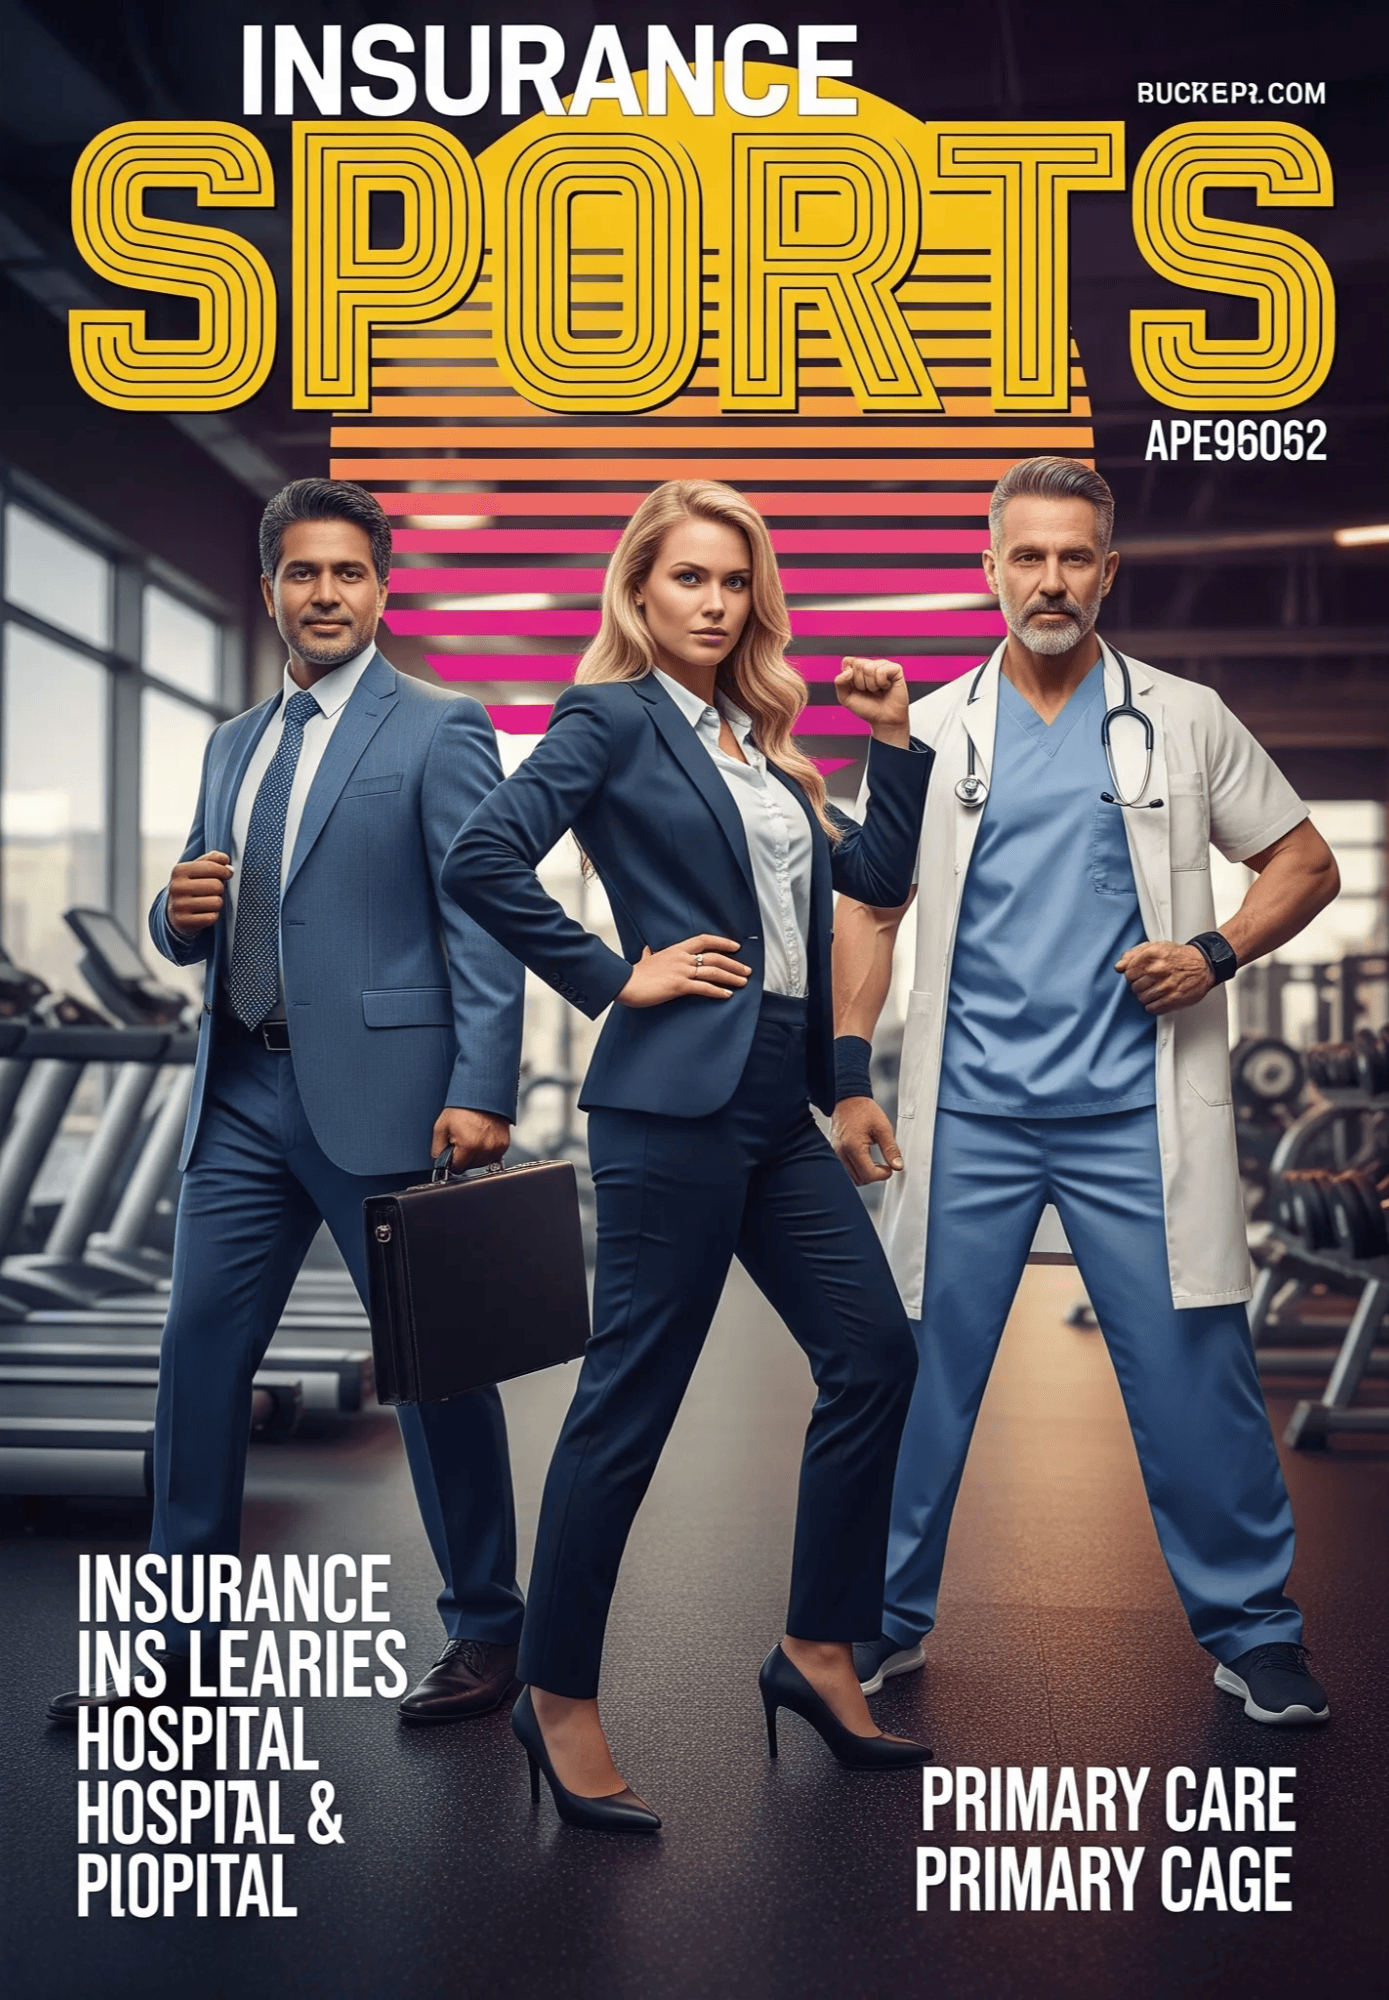 INSURANCE
BUCKEPR.COM
SPORTS
APE96052
INSURANCE
INS LEARIES
HOSPITAL
HOSPITAL &
PLOPITAL
PRIMARY CARE
PRIMARY CAGE